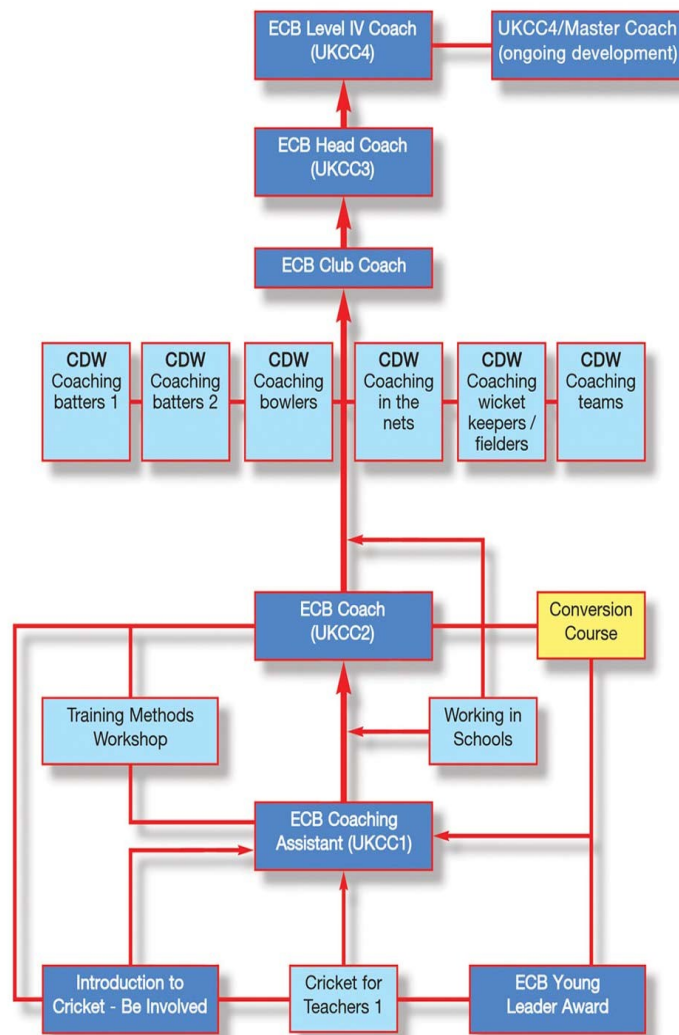 ECB Level IV Coach
(UKCC4)
UKCC4/Master Coach
(ongoing development)
ECB Head Coach
(UKCC3)
ECB Club Coach
CDW
Coaching
batters 1
CDW
Coaching
batters 2
CDW
Coaching
bowlers
CDW
Coaching
in the
nets
CDW
Coaching
wicket
keepers /
fielders
CDW
Coaching
teams
ECB Coach
(UKCC2)
Conversion
Course
Training Methods
Workshop
Working in
Schools
ECB Coaching
Assistant (UKCC1)
Introduction to
Cricket - Be Involved
Cricket for
Teachers 1
ECB Young
Leader Award